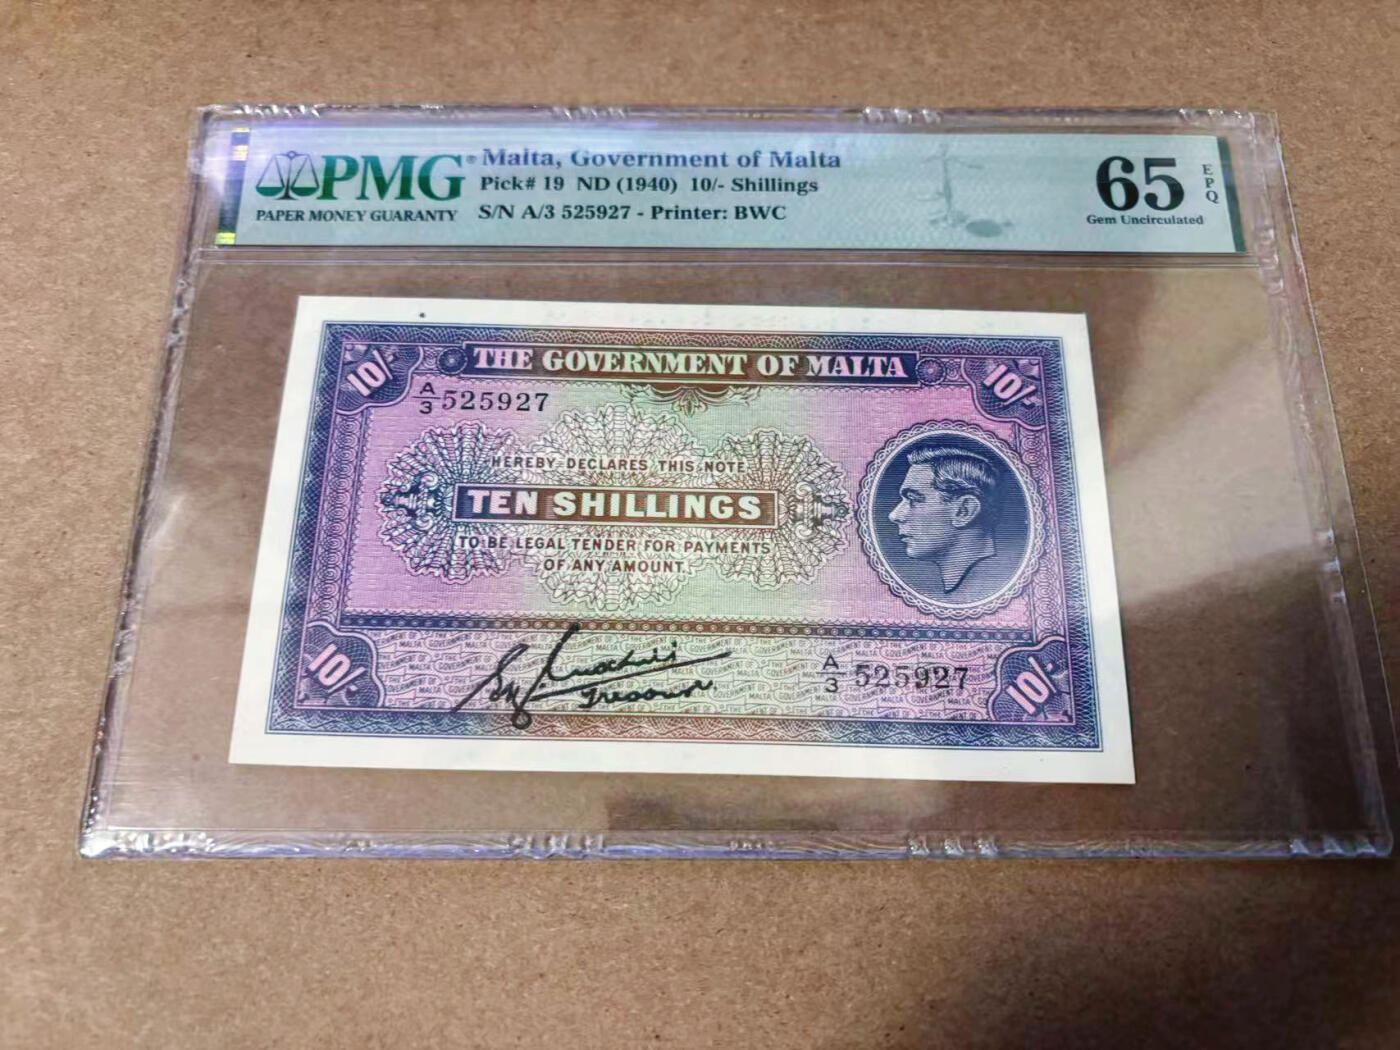 PMG®
PAPER MONEY GUARANTY
Malta, Government of Malta
Pick# 19 ND (1940) 10/- Shillings
S/N A/3 525927 - Printer: BWC
65
EPQ
Gem Uncirculated
10/-
THE GOVERNMENT OF MALTA
10/-
A/3 525927
HEREBY DECLARES THIS NOTE
TEN SHILLINGS
TO BE LEGAL TENDER FOR PAYMENTS
OF ANY AMOUNT.
10/-
Treasurer.
A/3 525927
10/-